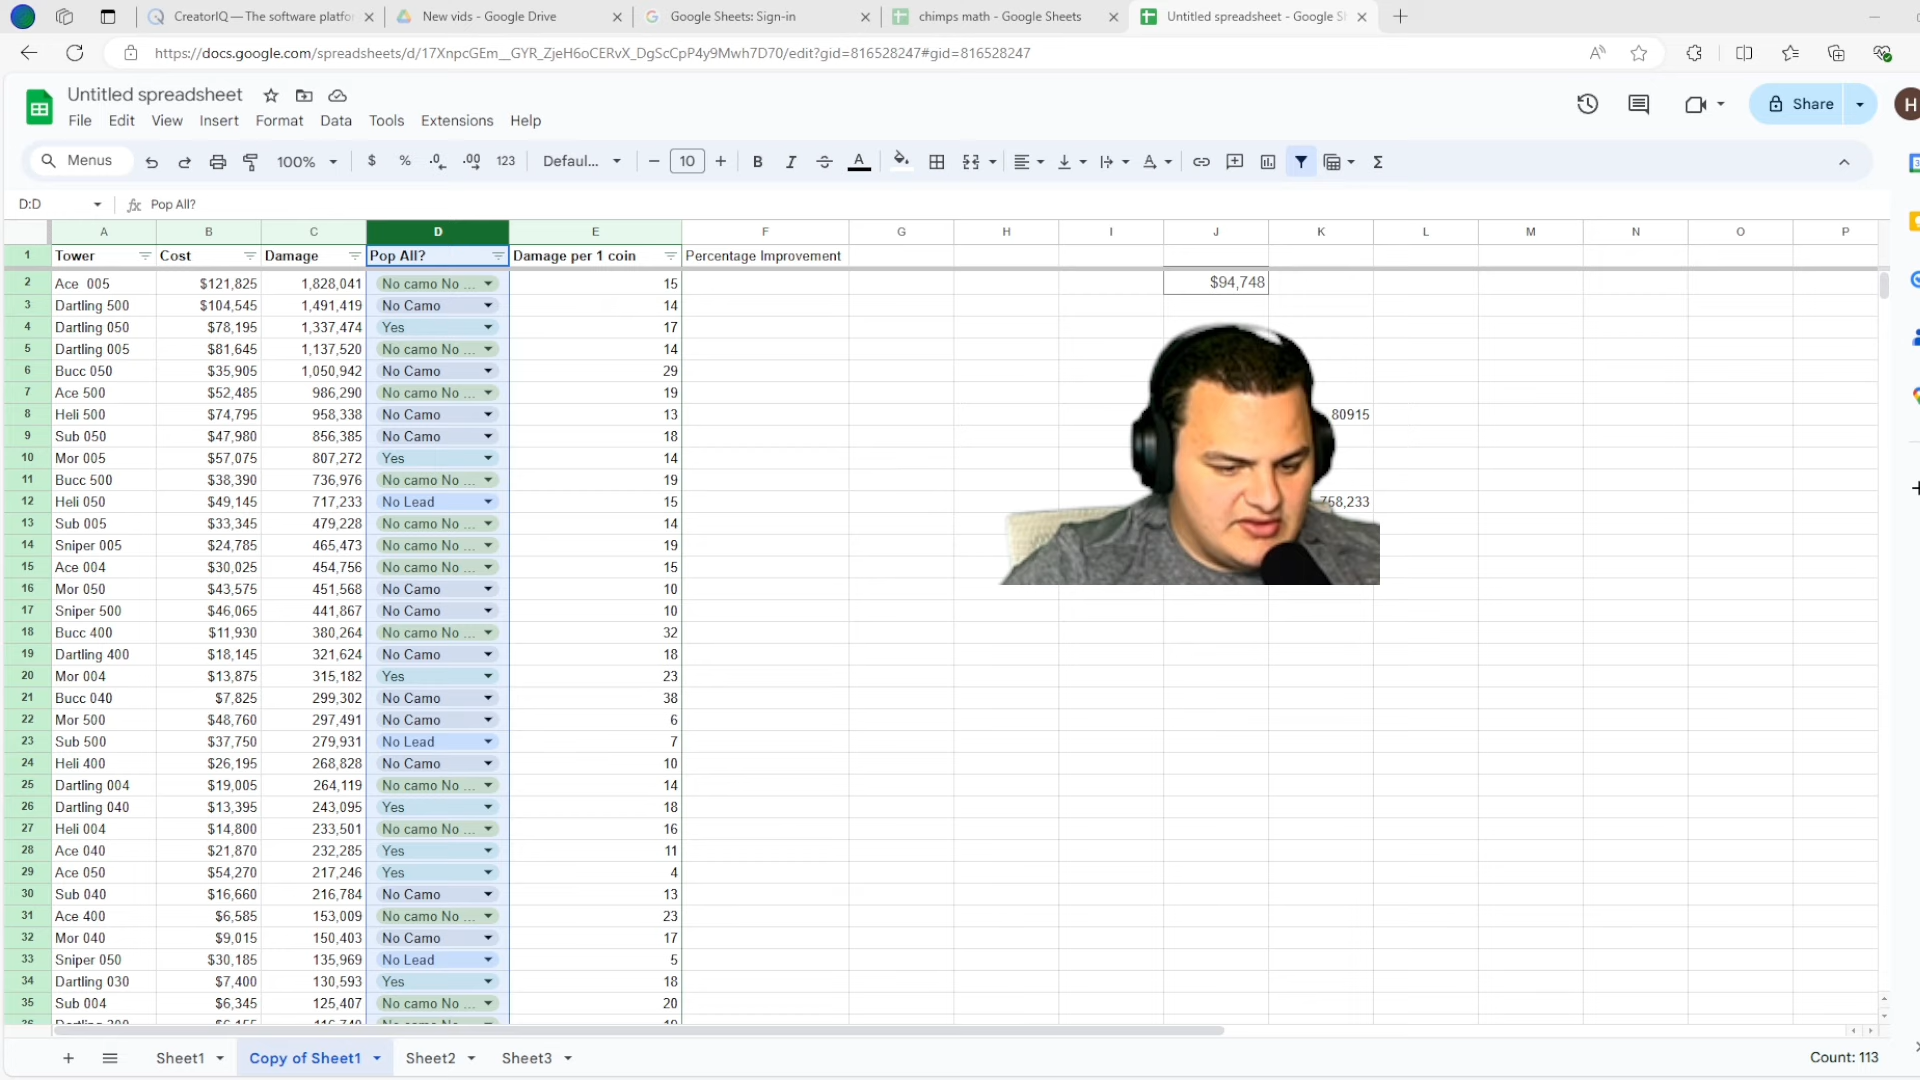 CreatorIQ — The software platfo
New vids - Google Drive
Google Sheets: Sign-in
chimps math - Google Sheets
Untitled spreadsheet - Google S
https://docs.google.com/spreadsheets/d/17XnpcGEm__GYR_ZjeH6oCERvX_DgScCpP4y9Mwh7D70/edit?gid=816528247#gid=816528247
Untitled spreadsheet
File Edit View Insert Format Data Tools Extensions Help
Share H
Menus 100% $ % .0 .00 123 Defaul... 10 B I A
D:D fx Pop All?
A B C D E F G H I J K L M N O P
1 Tower Cost Damage Pop All? Damage per 1 coin Percentage Improvement
2 Ace 005 $121,825 1,828,041 No camo No ... 15 $94,748
3 Dartling 500 $104,545 1,491,419 No Camo 14
4 Dartling 050 $78,195 1,337,474 Yes 17
5 Dartling 005 $81,645 1,137,520 No camo No ... 14
6 Bucc 050 $35,905 1,050,942 No Camo 29
7 Ace 500 $52,485 986,290 No camo No ... 19
8 Heli 500 $74,795 958,338 No Camo 13 80915
9 Sub 050 $47,980 856,385 No Camo 18
10 Mor 005 $57,075 807,272 Yes 14
11 Bucc 500 $38,390 736,976 No camo No ... 19
12 Heli 050 $49,145 717,233 No Lead 15 758,233
13 Sub 005 $33,345 479,228 No camo No ... 14
14 Sniper 005 $24,785 465,473 No camo No ... 19
15 Ace 004 $30,025 454,756 No camo No ... 15
16 Mor 050 $43,575 451,568 No Camo 10
17 Sniper 500 $46,065 441,867 No Camo 10
18 Bucc 400 $11,930 380,264 No camo No ... 32
19 Dartling 400 $18,145 321,624 No Camo 18
20 Mor 004 $13,875 315,182 Yes 23
21 Bucc 040 $7,825 299,302 No Camo 38
22 Mor 500 $48,760 297,491 No Camo 6
23 Sub 500 $37,750 279,931 No Lead 7
24 Heli 400 $26,195 268,828 No Camo 10
25 Dartling 004 $19,005 264,119 No camo No ... 14
26 Dartling 040 $13,395 243,095 Yes 18
27 Heli 004 $14,800 233,501 No camo No ... 16
28 Ace 040 $21,870 232,285 Yes 11
29 Ace 050 $54,270 217,246 Yes 4
30 Sub 040 $16,660 216,784 No Camo 13
31 Ace 400 $6,585 153,009 No camo No ... 23
32 Mor 040 $9,015 150,403 No Camo 17
33 Sniper 050 $30,185 135,969 No Lead 5
34 Dartling 030 $7,400 130,593 Yes 18
35 Sub 004 $6,345 125,407 No camo No ... 20
Sheet1 Copy of Sheet1 Sheet2 Sheet3 Count: 113